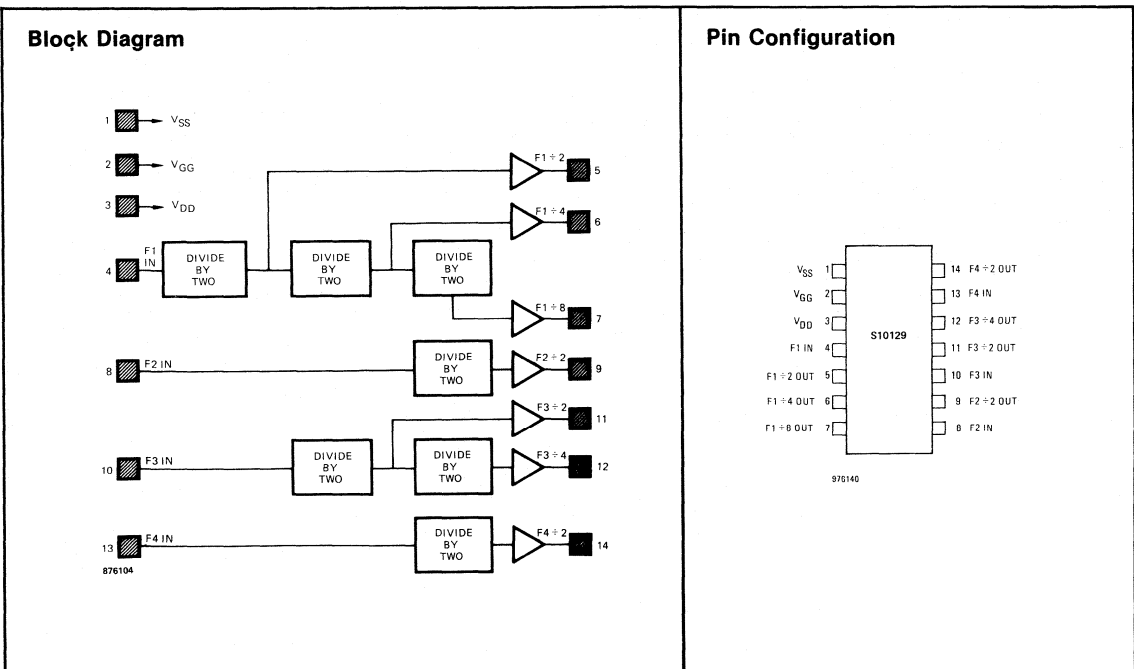 Block Diagram
1 VSS
2 VGG
3 VDD
F1 ÷ 2
5
F1 ÷ 4
6
4
F1
IN
DIVIDE
BY
TWO
DIVIDE
BY
TWO
DIVIDE
BY
TWO
F1 ÷ 8
7
8
F2 IN
DIVIDE
BY
TWO
F2 ÷ 2
9
F3 ÷ 2
11
10
F3 IN
DIVIDE
BY
TWO
DIVIDE
BY
TWO
F3 ÷ 4
12
13
F4 IN
DIVIDE
BY
TWO
F4 ÷ 2
14
876104
Pin Configuration
VSS 1
VGG 2
VDD 3
F1 IN 4
F1 ÷ 2 OUT 5
F1 ÷ 4 OUT 6
F1 ÷ 8 OUT 7
S10129
14 F4 ÷ 2 OUT
13 F4 IN
12 F3 ÷ 4 OUT
11 F3 ÷ 2 OUT
10 F3 IN
9 F2 ÷ 2 OUT
8 F2 IN
976140